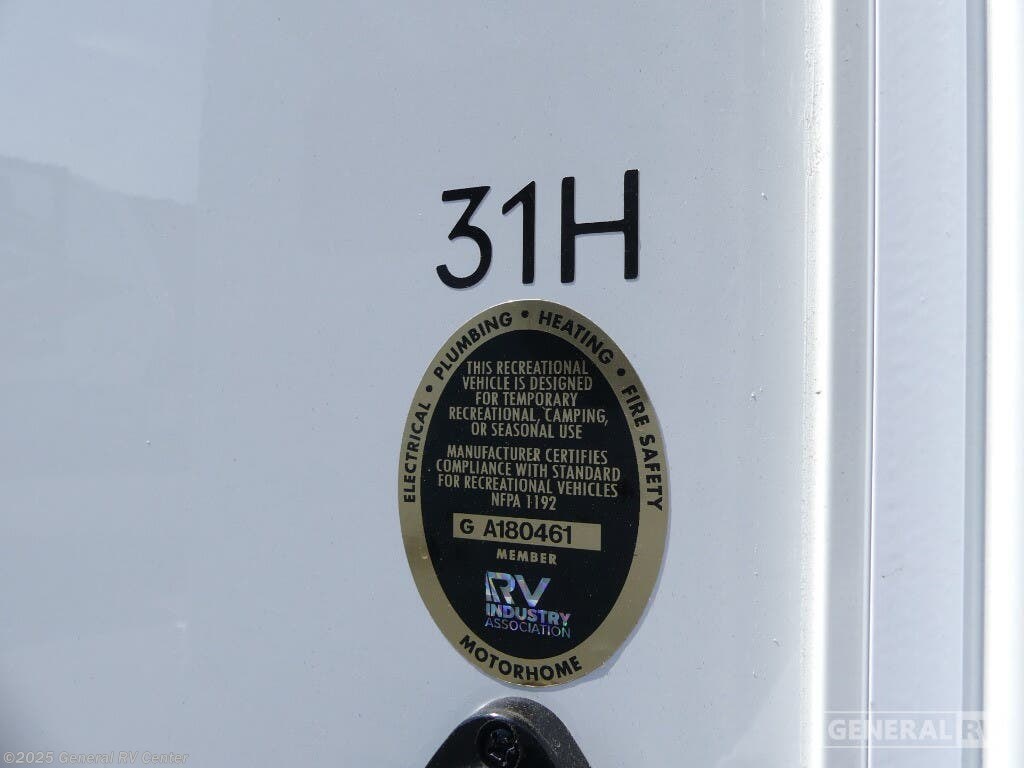 31H
ELECTRICAL • PLUMBING • HEATING • FIRE SAFETY
THIS RECREATIONAL
VEHICLE IS DESIGNED
FOR TEMPORARY
RECREATIONAL, CAMPING,
OR SEASONAL USE
MANUFACTURER CERTIFIES
COMPLIANCE WITH STANDARD
FOR RECREATIONAL VEHICLES
NFPA 1192
G A180461
MEMBER
RV
INDUSTRY
ASSOCIATION
MOTORHOME
GENERAL RV
©2025 General RV Center